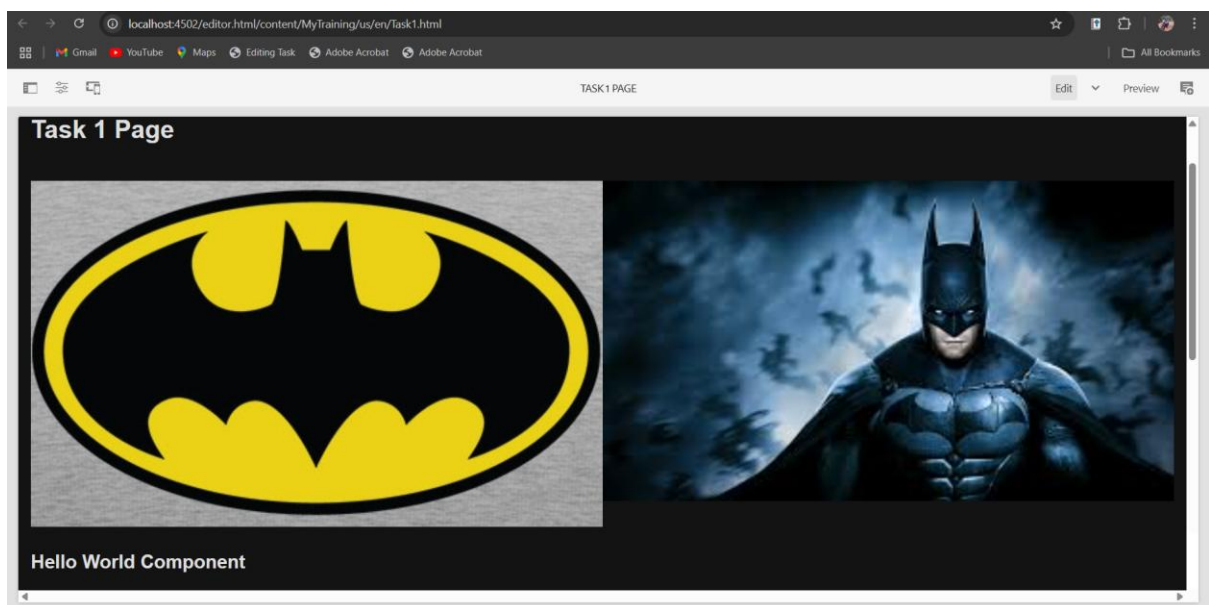 localhost:4502/editor.html/content/MyTraining/us/en/Task1.html
Gmail YouTube Maps Editing Task Adobe Acrobat Adobe Acrobat All Bookmarks
TASK1 PAGE Edit Preview
Task 1 Page
Hello World Component